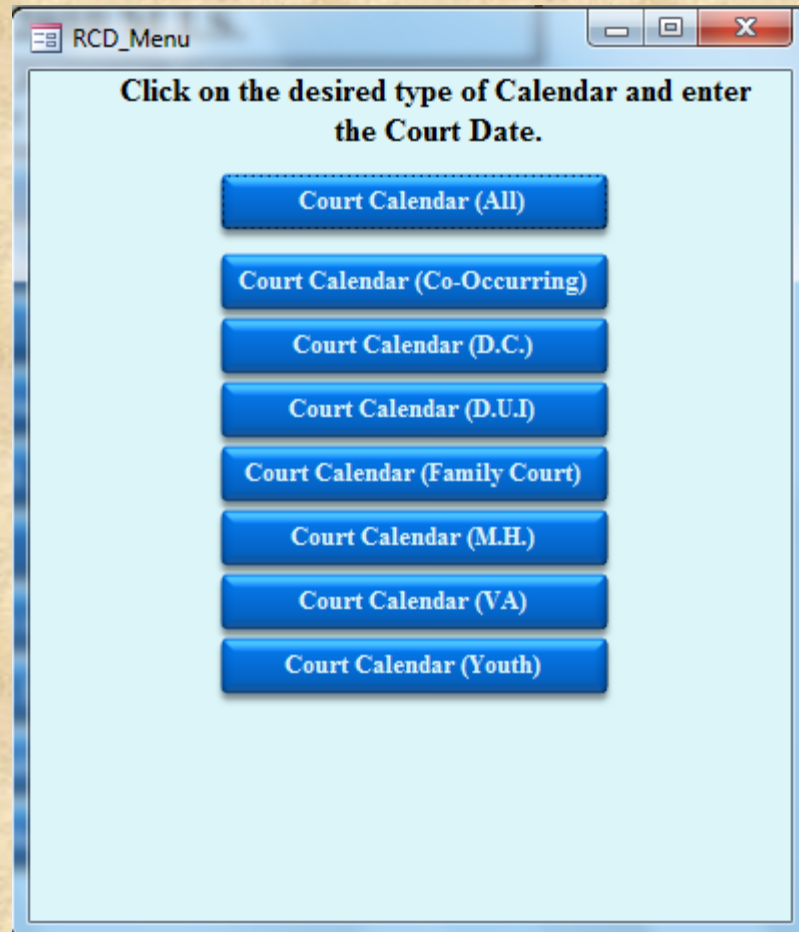 RCD_Menu
Click on the desired type of Calendar and enter
the Court Date.
Court Calendar (All)
Court Calendar (Co-Occurring)
Court Calendar (D.C.)
Court Calendar (D.U.I)
Court Calendar (Family Court)
Court Calendar (M.H.)
Court Calendar (VA)
Court Calendar (Youth)